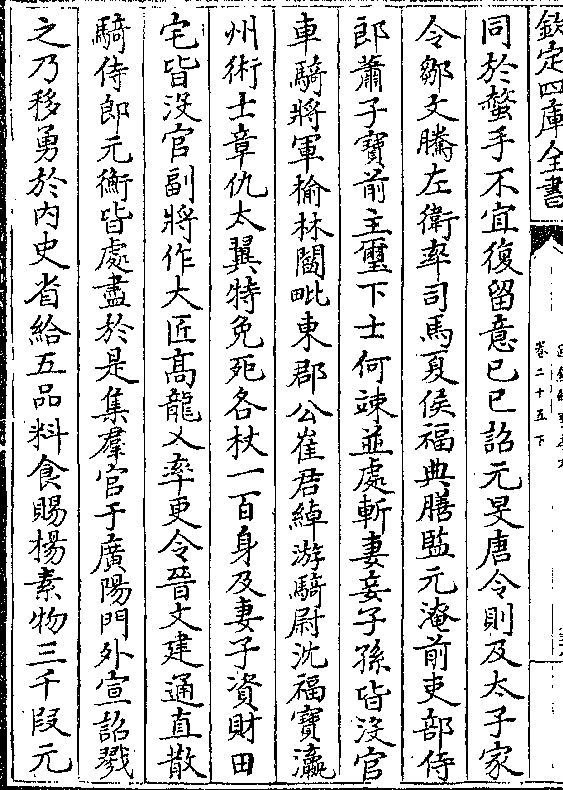 欽定四庫全書
卷二十五下
同於螫手不宜復留意己巳詔元旻唐令則及太子家
令鄒文騰左衛率司馬夏侯福典膳監元淹前吏部侍
郎蕭子寶前主璽下士何竦並處斬妻妾子孫皆沒官
車騎將軍榆林閻毗東郡公崔君綽游騎尉沈福寶瀛
州術士章仇太翼特免死各杖一百身及妻子資財田
宅皆沒官副將作大匠高龍乂率更令晉文建通直散
騎侍郎元衡皆處盡於是集羣官于廣陽門外宣詔戮
之乃移勇於内史省給五品料食賜楊素物三千段元